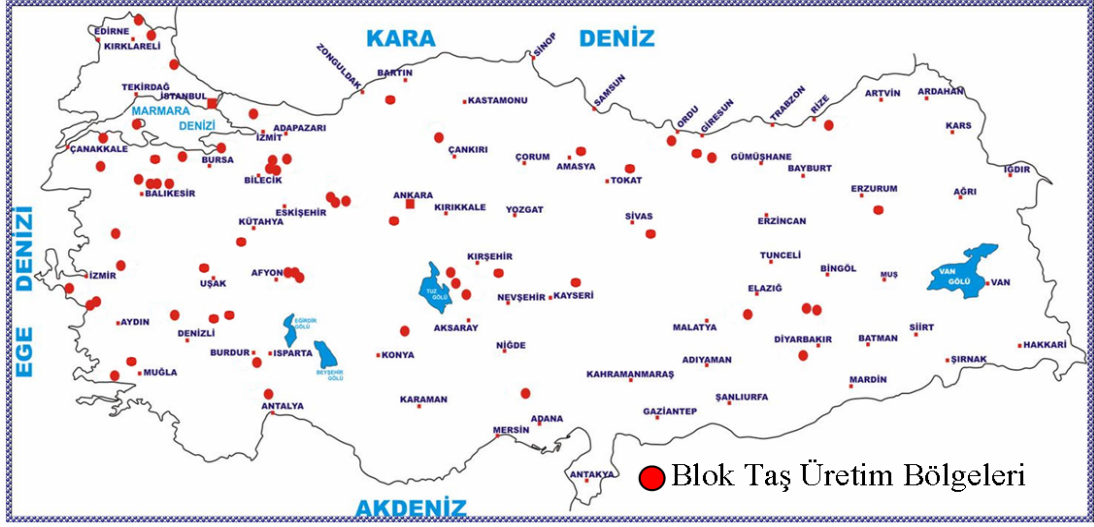 KARA DENİZ
EDİRNE
KIRKLARELİ
TEKİRDAĞ
İSTANBUL
MARMARA
DENİZİ
ZONGULDAK
BARTIN
KASTAMONU
SİNOP
SAMSUN
ORDU
GİRESUN
TRABZON
RİZE
ARTVİN
ARDAHAN
KARS
IĞDIR
ÇANAKKALE
BURSA
İZMİT
ADAPAZARI
BİLECİK
BALIKESİR
ESKİŞEHİR
KÜTAHYA
ANKARA
KIRIKKALE
ÇANKIRI
ÇORUM
AMASYA
TOKAT
YOZGAT
SİVAS
GÜMÜŞHANE
BAYBURT
ERZURUM
AĞRI
ERZİNCAN
EGE DENİZİ
İZMİR
UŞAK
AFYON
KIRŞEHİR
TUZ
GÖLÜ
NEVŞEHİR
KAYSERİ
TUNCELİ
BİNGÖL
MUŞ
VAN
GÖLÜ
VAN
ELAZIĞ
AYDIN
DENİZLİ
EGİRDİR
GÖLÜ
AKSARAY
MALATYA
DİYARBAKIR
BATMAN
SİİRT
HAKKARİ
BURDUR
ISPARTA
BEYŞEHİR
GÖLÜ
KONYA
NİĞDE
ADIYAMAN
ŞIRNAK
MUĞLA
KAHRAMANMARAŞ
MARDİN
ANTALYA
KARAMAN
ŞANLIURFA
MERSİN
ADANA
GAZİANTEP
ANTAKYA
Blok Taş Üretim Bölgeleri
AKDENİZ